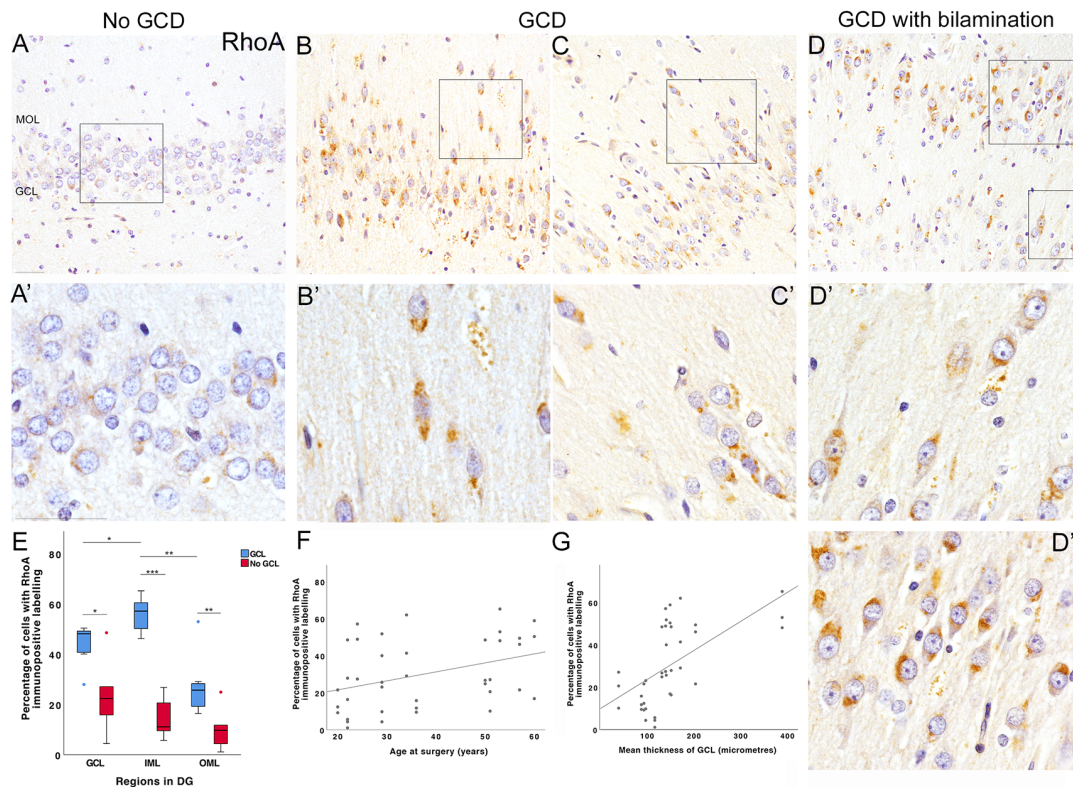 No GCD
GCD
GCD with bilamination
A
RhoA
B
C
D
MOL
GCL
A’
B’
C’
D’
E
Percentage of cells with RhoA
immunopositive labelling
80
60
40
20
0
*
**
***
*
**
GCL
No GCL
GCL
IML
OML
Regions in DG
F
Percentage of cells with RhoA
immunopositive labelling
80
60
40
20
0
20
30
40
50
60
Age at surgery (years)
G
Percentage of cells with RhoA
immunopositive labelling
60
40
20
0
0
100
200
300
400
Mean thickness of GCL (micrometres)
D’